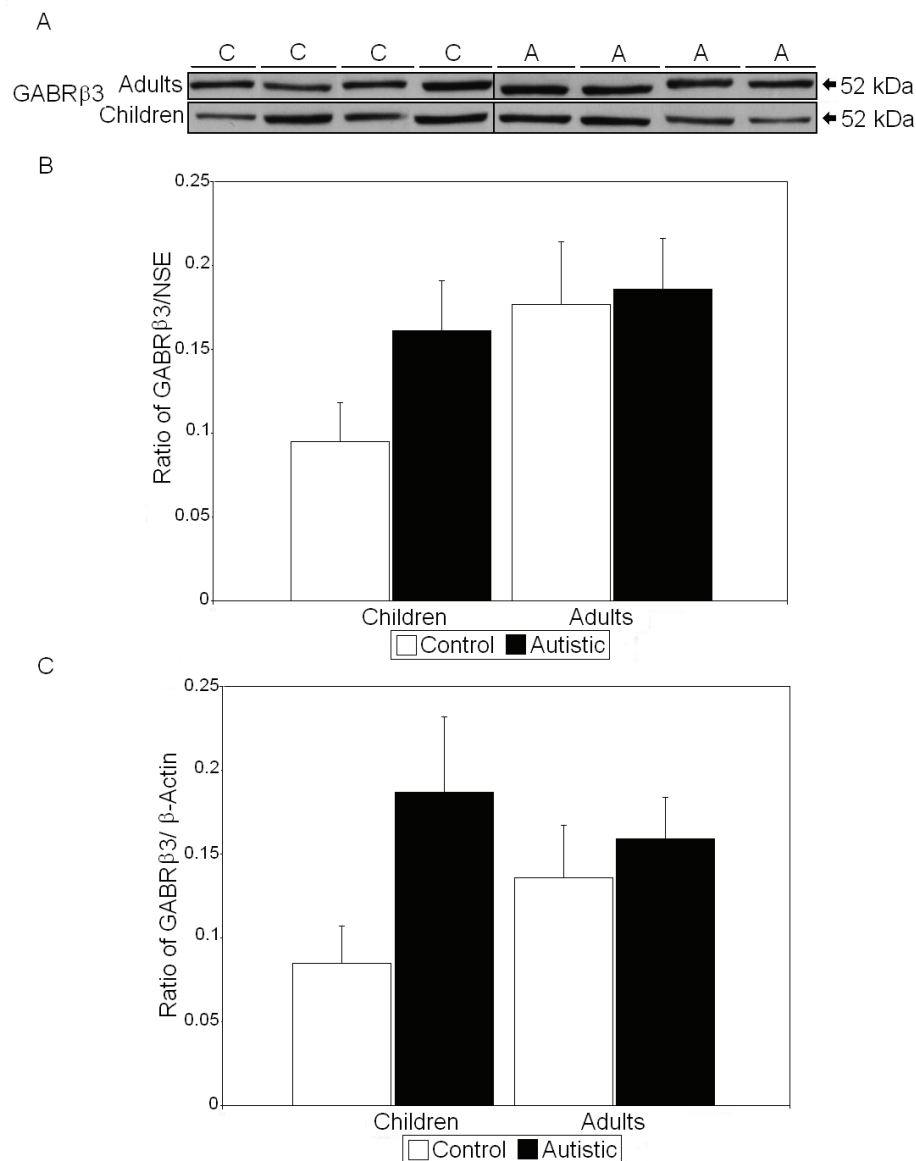 A
C C C C A A A A
GABRβ3 Adults 52 kDa
Children 52 kDa
B
0.25
0.2
0.15
0.1
0.05
0
Ratio of GABRβ3/NSE
Children Adults
Control Autistic
C
0.25
0.2
0.15
0.1
0.05
0
Ratio of GABRβ3/ β-Actin
Children Adults
Control Autistic